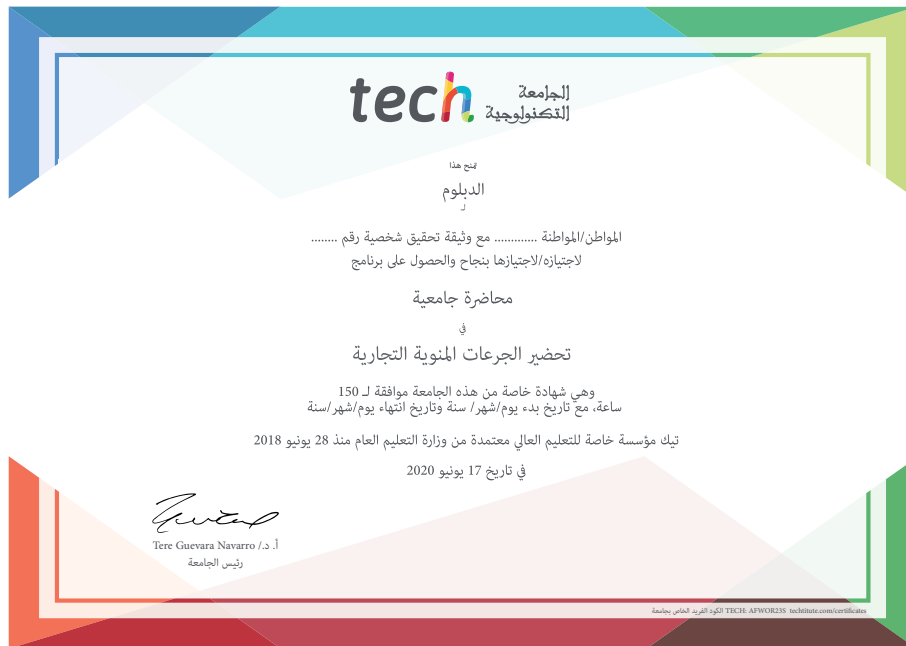 tech الجامعة
التكنولوجية
تمنح هذا
الدبلوم
لـ
المواطن/المواطنة ............. مع وثيقة تحقيق شخصية رقم ........
لاجتيازه/لاجتيازها بنجاح والحصول على برنامج
محاضرة جامعية
في
تحضير الجرعات المنوية التجارية
وهي شهادة خاصة من هذه الجامعة موافقة لـ 150
ساعة، مع تاريخ بدء يوم/شهر/ سنة وتاريخ انتهاء يوم/شهر/سنة
تيك مؤسسة خاصة للتعليم العالي معتمدة من وزارة التعليم العام منذ 28 يونيو 2018
في تاريخ 17 يونيو 2020
أ. د./ Tere Guevara Navarro
رئيس الجامعة
الكود الفريد الخاص بجامعة TECH: AFWOR23S techtitute.com/certificates